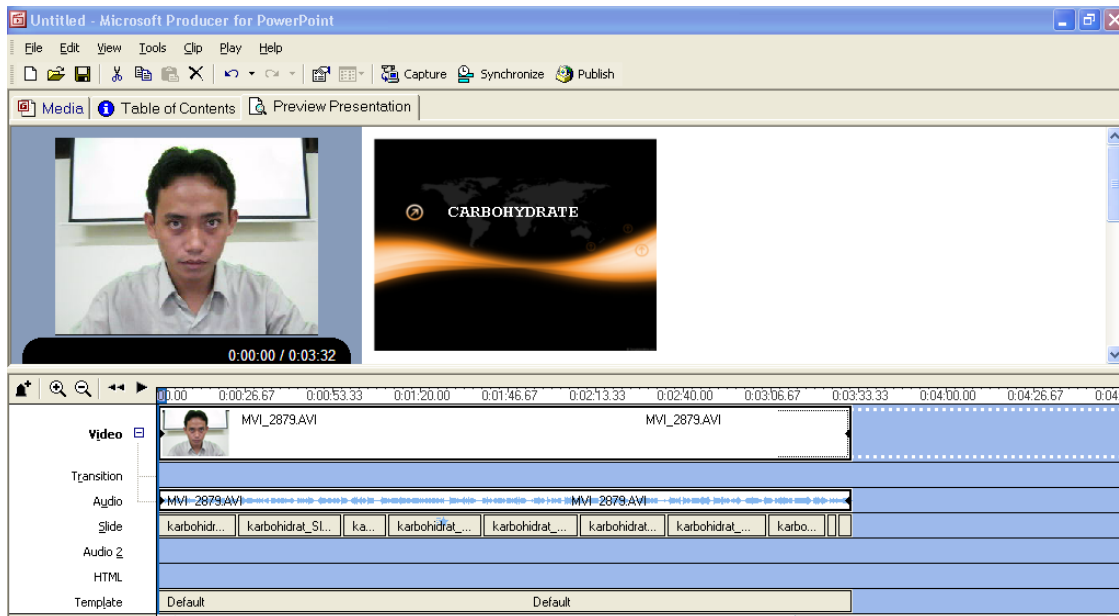 Untitled - Microsoft Producer for PowerPoint
File Edit View Tools Clip Play Help
Capture Synchronize Publish
Media Table of Contents Preview Presentation
CARBOHYDRATE
0:00:00 / 0:03:32
00.00 0:00:26.67 0:00:53.33 0:01:20.00 0:01:46.67 0:02:13.33 0:02:40.00 0:03:06.67 0:03:33.33 0:04:00.00 0:04:26.67 0:04
Video MVI_2879.AVI MVI_2879.AVI
Transition
Audio MVI_2879.AVI MVI_2879.AVI
Slide karbohidr... karbohidrat_Sl... ka... karbohidrat_... karbohidrat_... karbohidrat... karbohidrat_... karbo...
Audio 2
HTML
Template Default Default